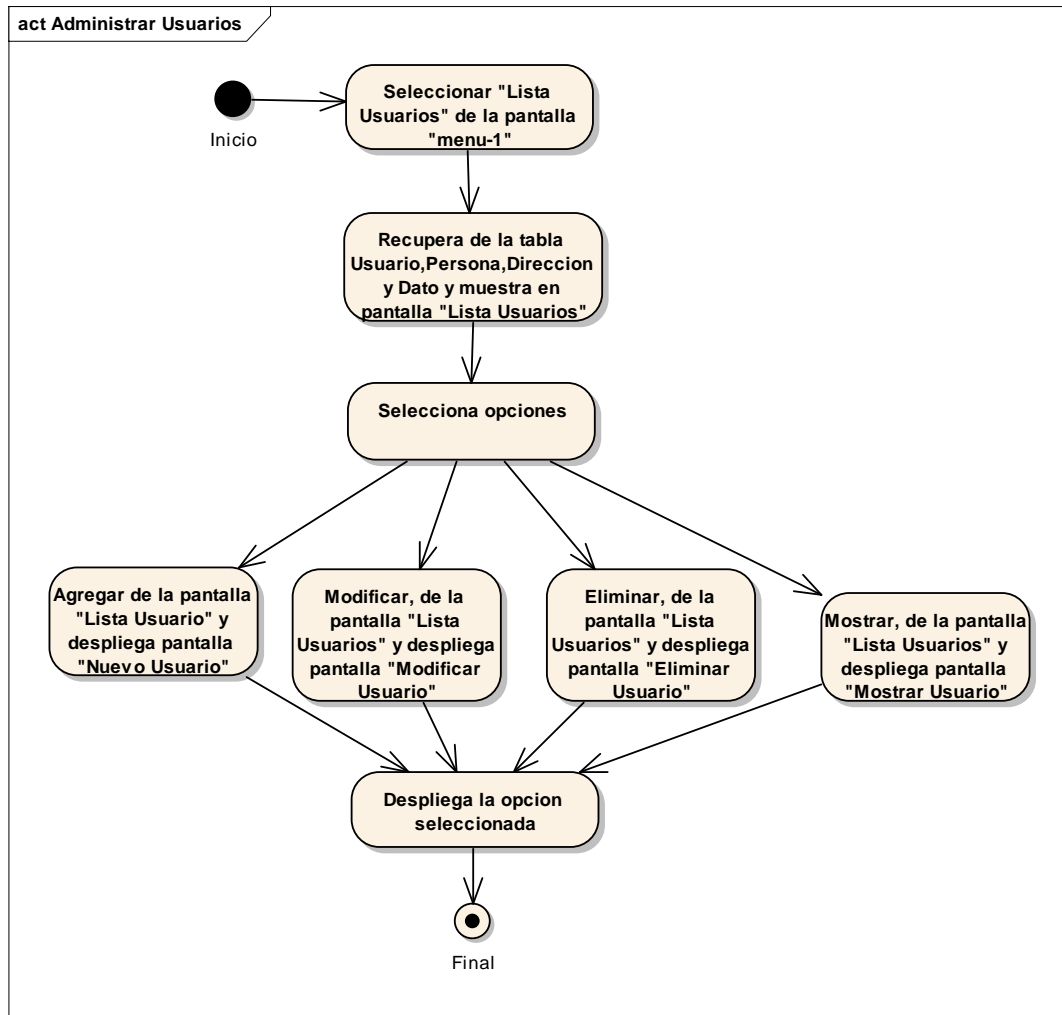 act Administrar Usuarios
Inicio
Seleccionar "Lista
Usuarios" de la pantalla
"menu-1"
Recupera de la tabla
Usuario,Persona,Direccion
y Dato y muestra en
pantalla "Lista Usuarios"
Selecciona opciones
Agregar de la pantalla
"Lista Usuario" y
despliega pantalla
"Nuevo Usuario"
Modificar, de la
pantalla "Lista
Usuarios" y despliega
pantalla "Modificar
Usuario"
Eliminar, de la
pantalla "Lista
Usuarios" y despliega
pantalla "Eliminar
Usuario"
Mostrar, de la pantalla
"Lista Usuarios" y
despliega pantalla
"Mostrar Usuario"
Despliega la opcion
seleccionada
Final